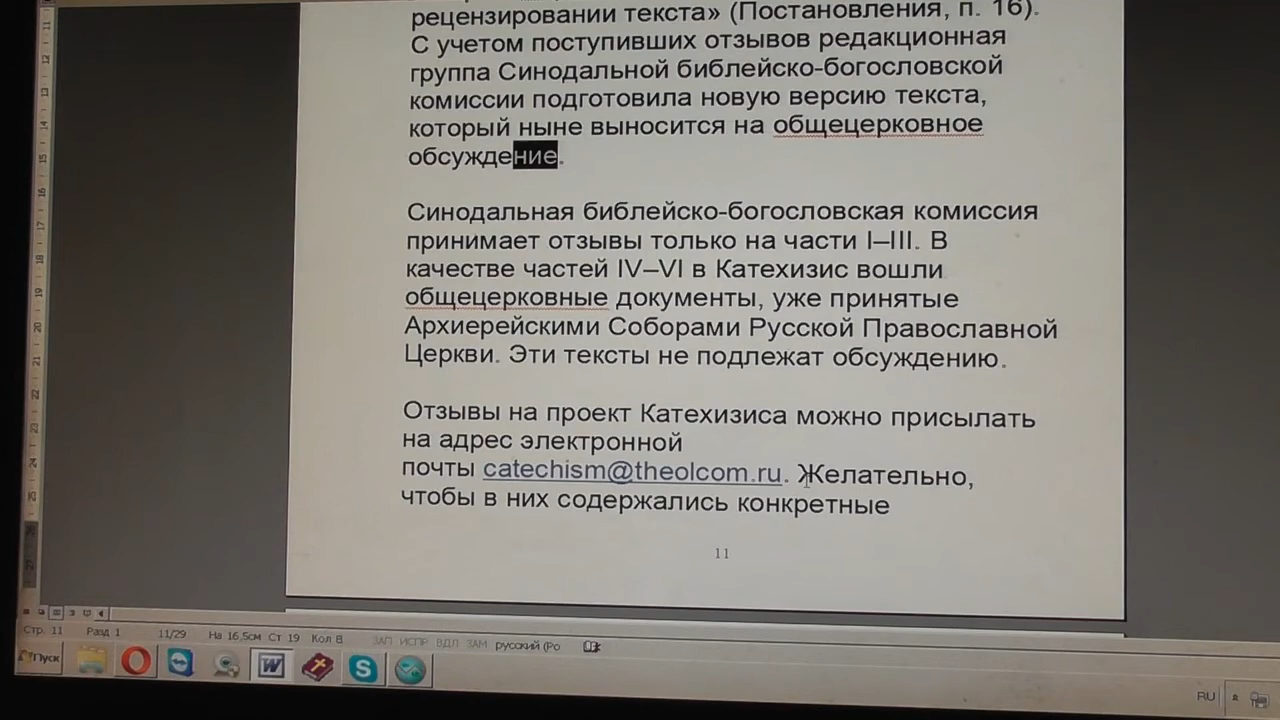 рецензировании текста» (Постановления, п. 16).
С учетом поступивших отзывов редакционная
группа Синодальной библейско-богословской
комиссии подготовила новую версию текста,
который ныне выносится на общецерковное
обсуждение.
Синодальная библейско-богословская комиссия
принимает отзывы только на части I–III. В
качестве частей IV–VI в Катехизис вошли
общецерковные документы, уже принятые
Архиерейскими Соборами Русской Православной
Церкви. Эти тексты не подлежат обсуждению.
Отзывы на проект Катехизиса можно присылать
на адрес электронной
почты catechism@theolcom.ru. Желательно,
чтобы в них содержались конкретные
11
Стр. 11 Разд 1 11/29 На 16,5см Ст 19 Кол 8 ЗАП ИСПР ВДЛ ЗАМ русский (Ро
Пуск
RU